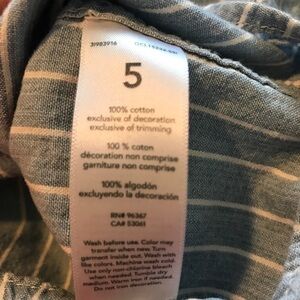 31983916
5
100% cotton
exclusive of decoration
exclusive of trimming
100 % coton
décoration non comprise
garniture non comprise
100% algodón
excluyendo la decoración
RN# 96367
CA# 53061
Wash before use. Color may
transfer when new. Turn
garment inside out. Wash with
like colors. Machine wash cold.
Use only non chlorine bleach
when needed. Tumble dry
medium. Warm iron if needed.
Do not iron decoration.